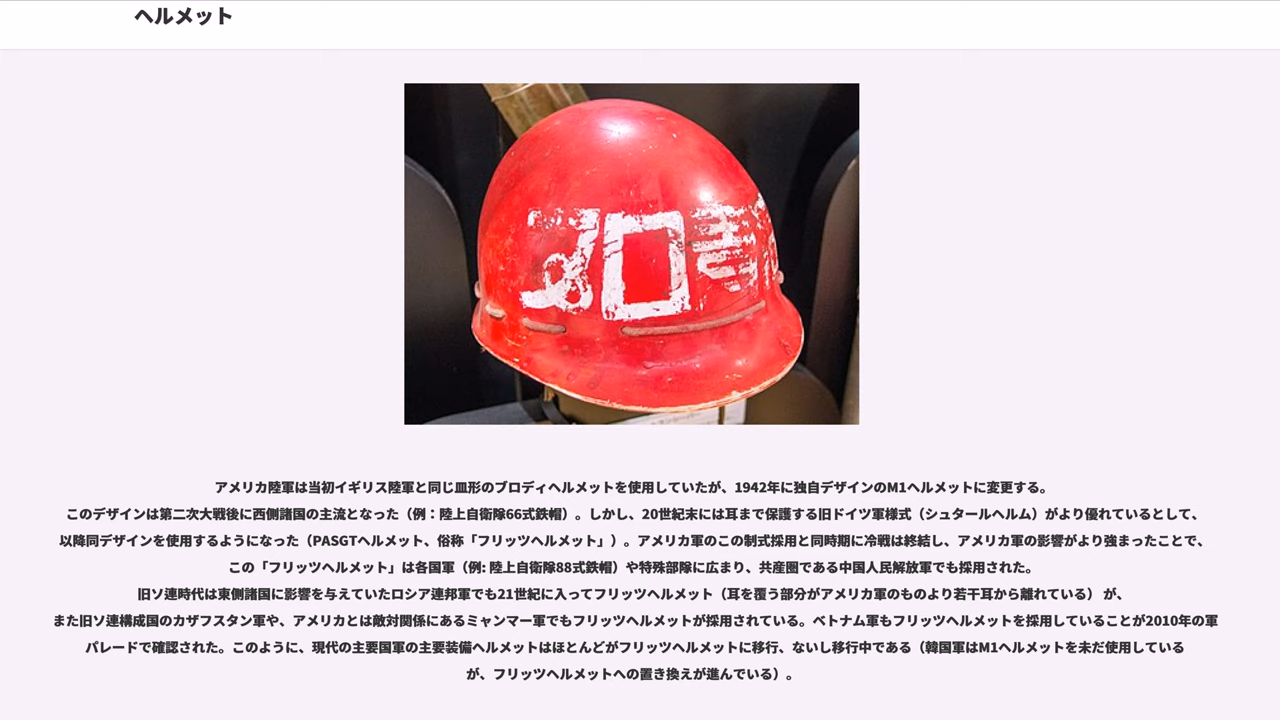 ヘルメット
アメリカ陸軍は当初イギリス陸軍と同じ皿形のブロディヘルメットを使用していたが、1942年に独自デザインのM1ヘルメットに変更する。
このデザインは第二次大戦後に西側諸国の主流となった（例：陸上自衛隊66式鉄帽）。しかし、20世紀末には耳まで保護する旧ドイツ軍様式（シュタールヘルム）がより優れているとして、
以降同デザインを使用するようになった（PASGTヘルメット、俗称「フリッツヘルメット」）。アメリカ軍のこの制式採用と同時期に冷戦は終結し、アメリカ軍の影響がより強まったことで、
この「フリッツヘルメット」は各国軍（例: 陸上自衛隊88式鉄帽）や特殊部隊に広まり、共産圏である中国人民解放軍でも採用された。
旧ソ連時代は東側諸国に影響を与えていたロシア連邦軍でも21世紀に入ってフリッツヘルメット（耳を覆う部分がアメリカ軍のものより若干耳から離れている） が、
また旧ソ連構成国のカザフスタン軍や、アメリカとは敵対関係にあるミャンマー軍でもフリッツヘルメットが採用されている。ベトナム軍もフリッツヘルメットを採用していることが2010年の軍
パレードで確認された。このように、現代の主要国軍の主要装備ヘルメットはほとんどがフリッツヘルメットに移行、ないし移行中である（韓国軍はM1ヘルメットを未だ使用している
が、フリッツヘルメットへの置き換えが進んでいる）。